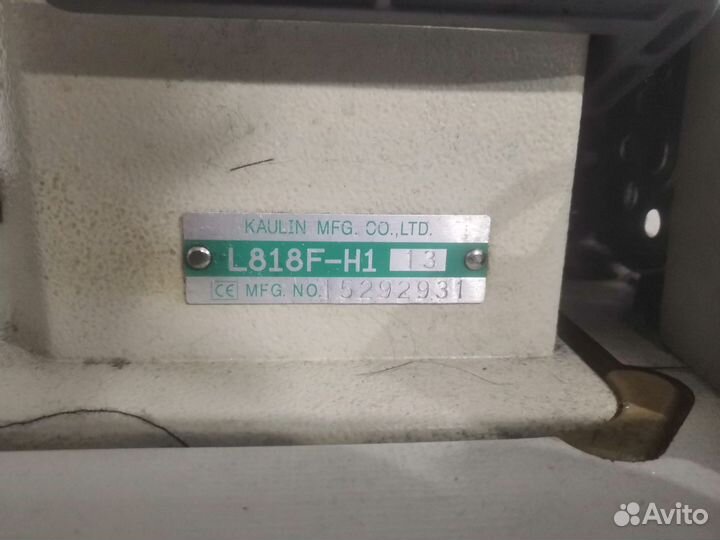 KAULIN MFG. CO.,LTD.
L818F-H1 13
CE MFG. NO. 5292931
Avito